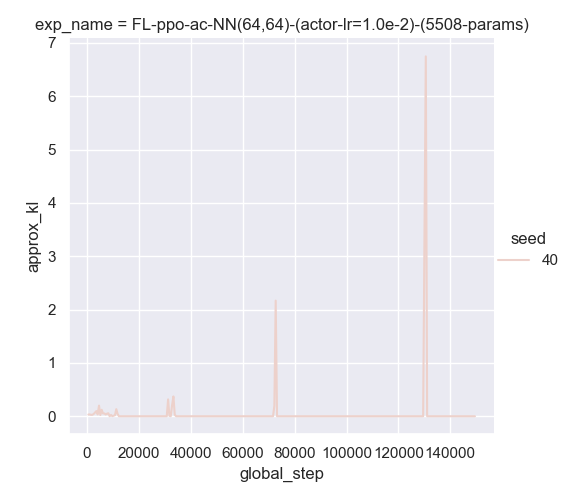 exp_name = FL-ppo-ac-NN(64,64)-(actor-lr=1.0e-2)-(5508-params)
7
6
5
4
3
2
1
0
approx_kl
0 20000 40000 60000 80000 100000 120000 140000
global_step
seed
40